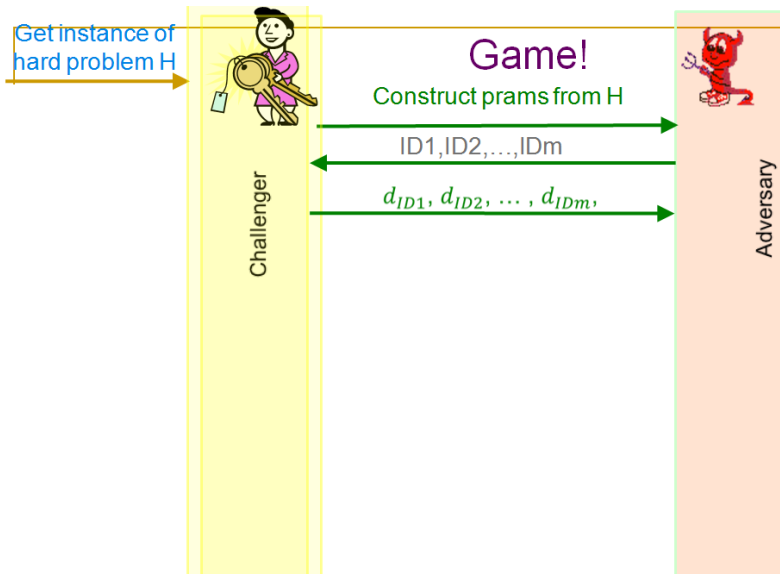 Get instance of
hard problem H
Game!
Construct prams from H
ID1,ID2,...,IDm
d_{ID1}, d_{ID2}, ... , d_{IDm},
Challenger
Adversary